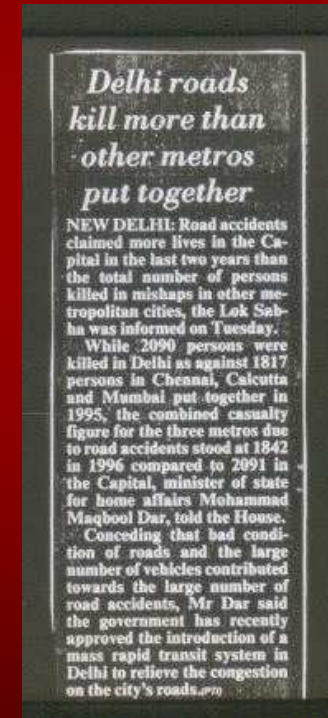 Delhi roads
kill more than
other metros
put together
NEW DELHI: Road accidents
claimed more lives in the Ca-
pital in the last two years than
the total number of persons
killed in mishaps in other me-
tropolitan cities, the Lok Sab-
ha was informed on Tuesday.
While 2090 persons were
killed in Delhi as against 1817
persons in Chennai, Calcutta
and Mumbai put together in
1995, the combined casualty
figure for the three metros due
to road accidents stood at 1842
in 1996 compared to 2091 in
the Capital, minister of state
for home affairs Mohammad
Maqbool Dar, told the House.
Conceding that bad condi-
tion of roads and the large
number of vehicles contributed
towards the large number of
road accidents, Mr Dar said
the government has recently
approved the introduction of a
mass rapid transit system in
Delhi to relieve the congestion
on the city's roads.(PTI)